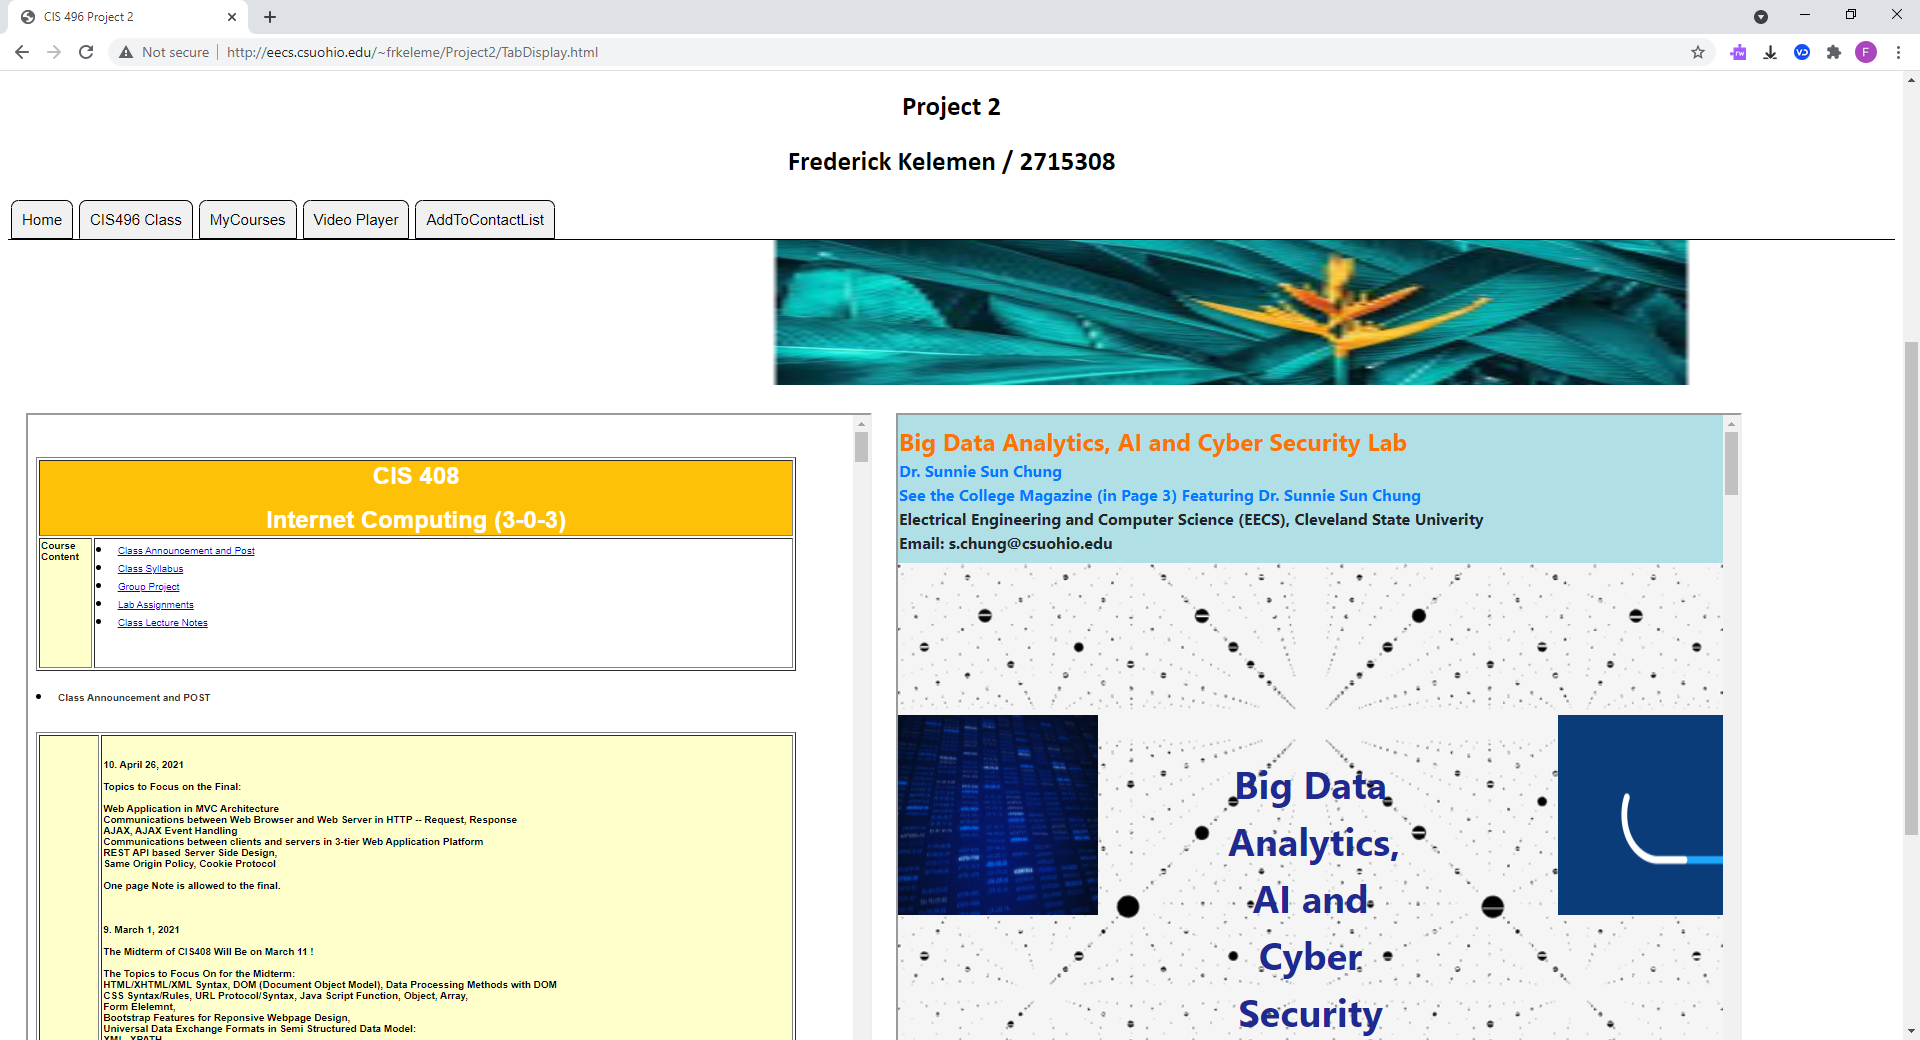 CIS 496 Project 2
Not secure
http://eecs.csuohio.edu/~frkeleme/Project2/TabDisplay.html
rw
VD
F
Project 2
Frederick Kelemen / 2715308
Home
CIS496 Class
MyCourses
Video Player
AddToContactList
CIS 408
Internet Computing (3-0-3)
Course
Content
Class Announcement and Post
Class Syllabus
Group Project
Lab Assignments
Class Lecture Notes
Class Announcement and POST
10. April 26, 2021
Topics to Focus on the Final:
Web Application in MVC Architecture
Communications between Web Browser and Web Server in HTTP -- Request, Response
AJAX, AJAX Event Handling
Communications between clients and servers in 3-tier Web Application Platform
REST API based Server Side Design,
Same Origin Policy, Cookie Protocol
One page Note is allowed to the final.
9. March 1, 2021
The Midterm of CIS408 Will Be on March 11 !
The Topics to Focus On for the Midterm:
HTML/XHTML/XML Syntax, DOM (Document Object Model), Data Processing Methods with DOM
CSS Syntax/Rules, URL Protocol/Syntax, Java Script Function, Object, Array,
Form Elelemnt,
Bootstrap Features for Reponsive Webpage Design,
Universal Data Exchange Formats in Semi Structured Data Model:
XML, XPATH
Big Data Analytics, AI and Cyber Security Lab
Dr. Sunnie Sun Chung
See the College Magazine (in Page 3) Featuring Dr. Sunnie Sun Chung
Electrical Engineering and Computer Science (EECS), Cleveland State Univerity
Email: s.chung@csuohio.edu
Big Data
Analytics,
AI and
Cyber
Security